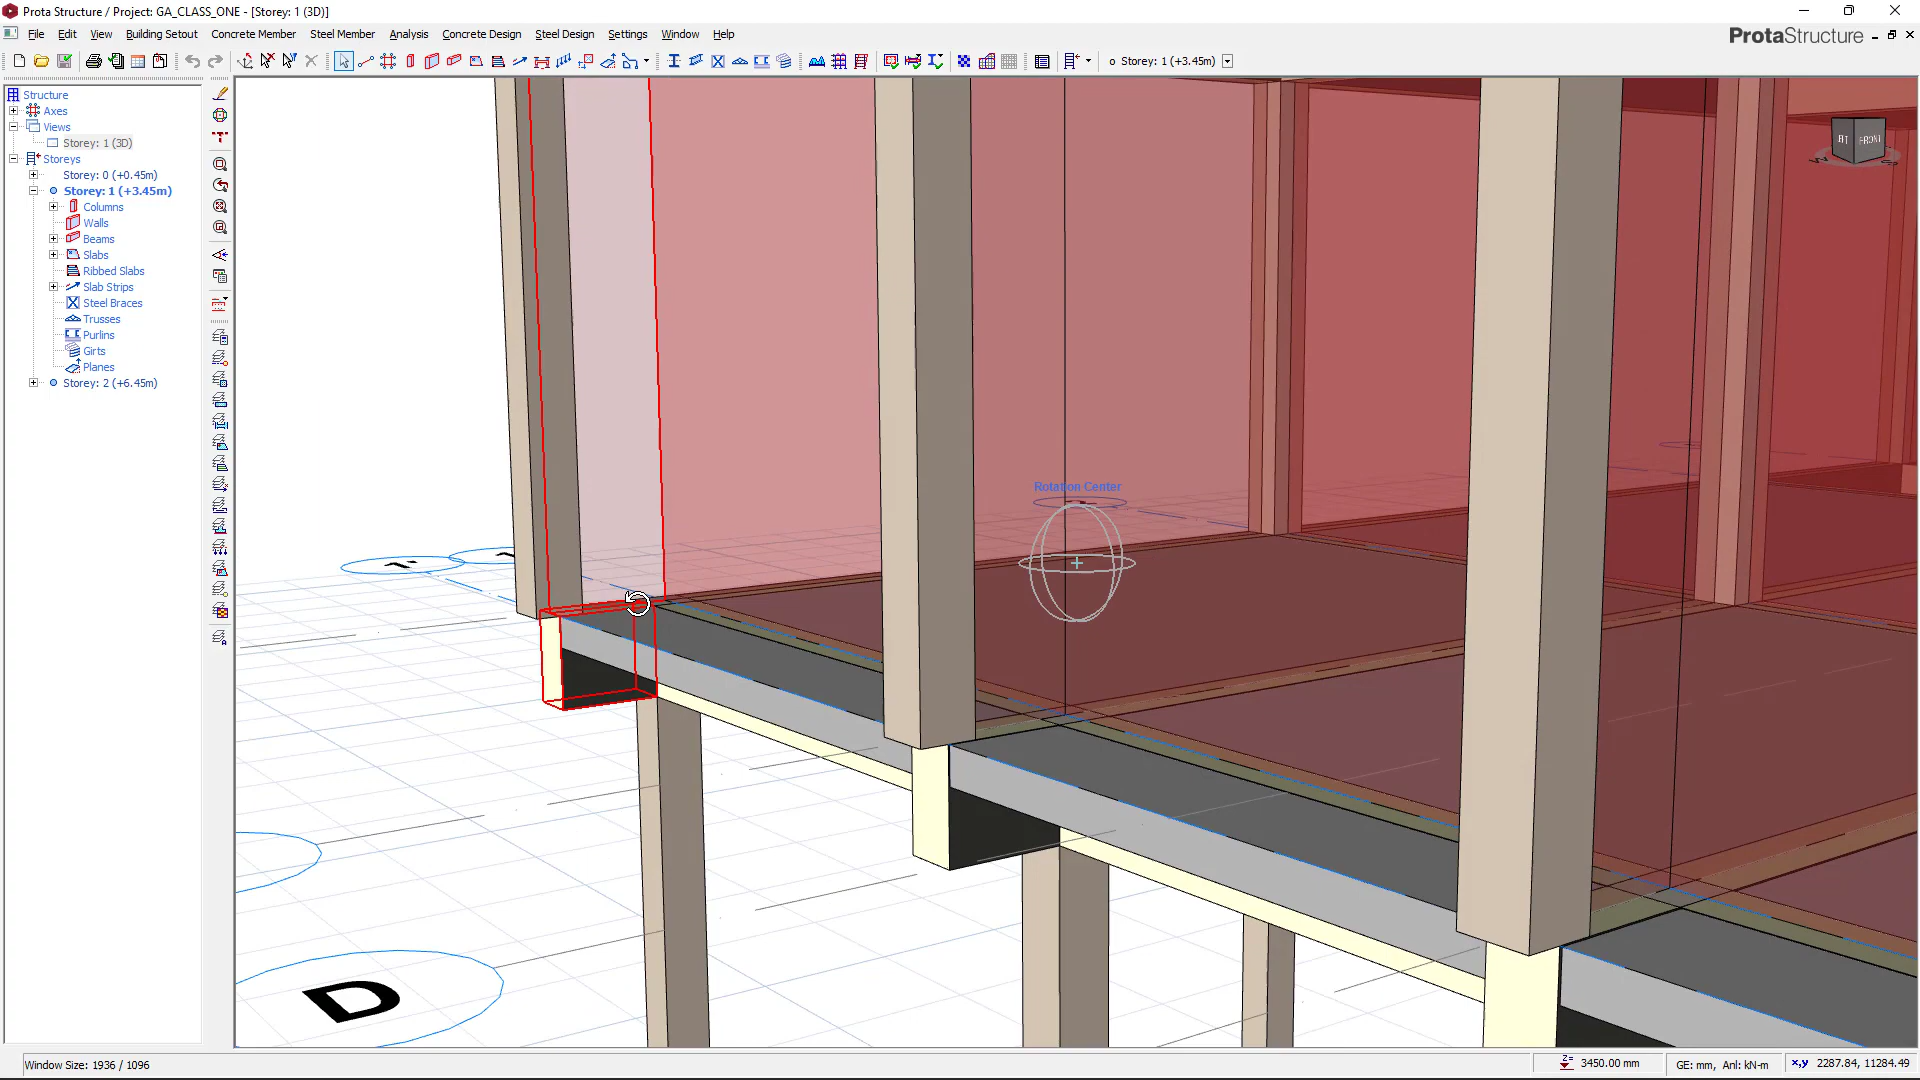 Prota Structure / Project: GA_CLASS_ONE - [Storey: 1 (3D)]
File Edit View Building Setout Concrete Member Steel Member Analysis Concrete Design Steel Design Settings Window Help
ProtaStructure
Storey: 1 (+3.45m)
Structure
Axes
Views
Storey: 1 (3D)
Storeys
Storey: 0 (+0.45m)
Storey: 1 (+3.45m)
Columns
Walls
Beams
Slabs
Ribbed Slabs
Slab Strips
Steel Braces
Trusses
Purlins
Girts
Planes
Storey: 2 (+6.45m)
FRONT
Rotation Center
D
Window Size: 1936 / 1096
Z= 3450.00 mm
GE: mm, Anl: kN-m
x,y 2287.84, 11284.49